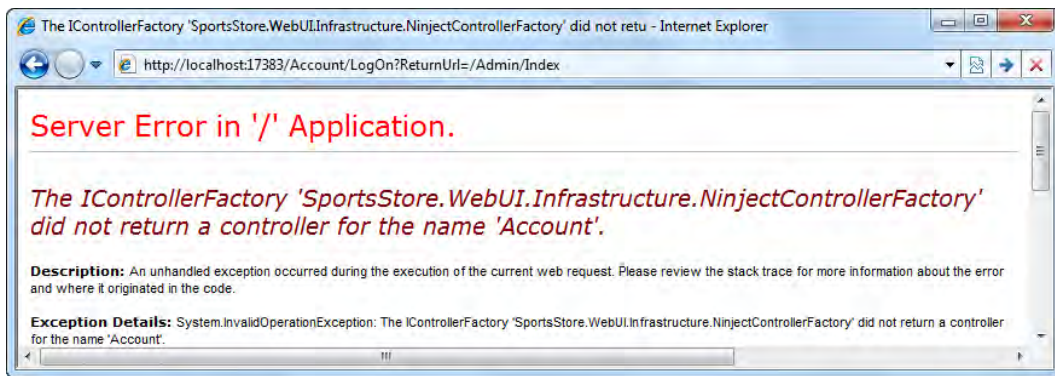 The IControllerFactory 'SportsStore.WebUI.Infrastructure.NinjectControllerFactory' did not retu - Internet Explorer
http://localhost:17383/Account/LogOn?ReturnUrl=/Admin/Index
Server Error in '/' Application.
The IControllerFactory 'SportsStore.WebUI.Infrastructure.NinjectControllerFactory'
did not return a controller for the name 'Account'.
Description: An unhandled exception occurred during the execution of the current web request. Please review the stack trace for more information about the error
and where it originated in the code.
Exception Details: System.InvalidOperationException: The IControllerFactory 'SportsStore.WebUI.Infrastructure.NinjectControllerFactory' did not return a controller
for the name 'Account'.